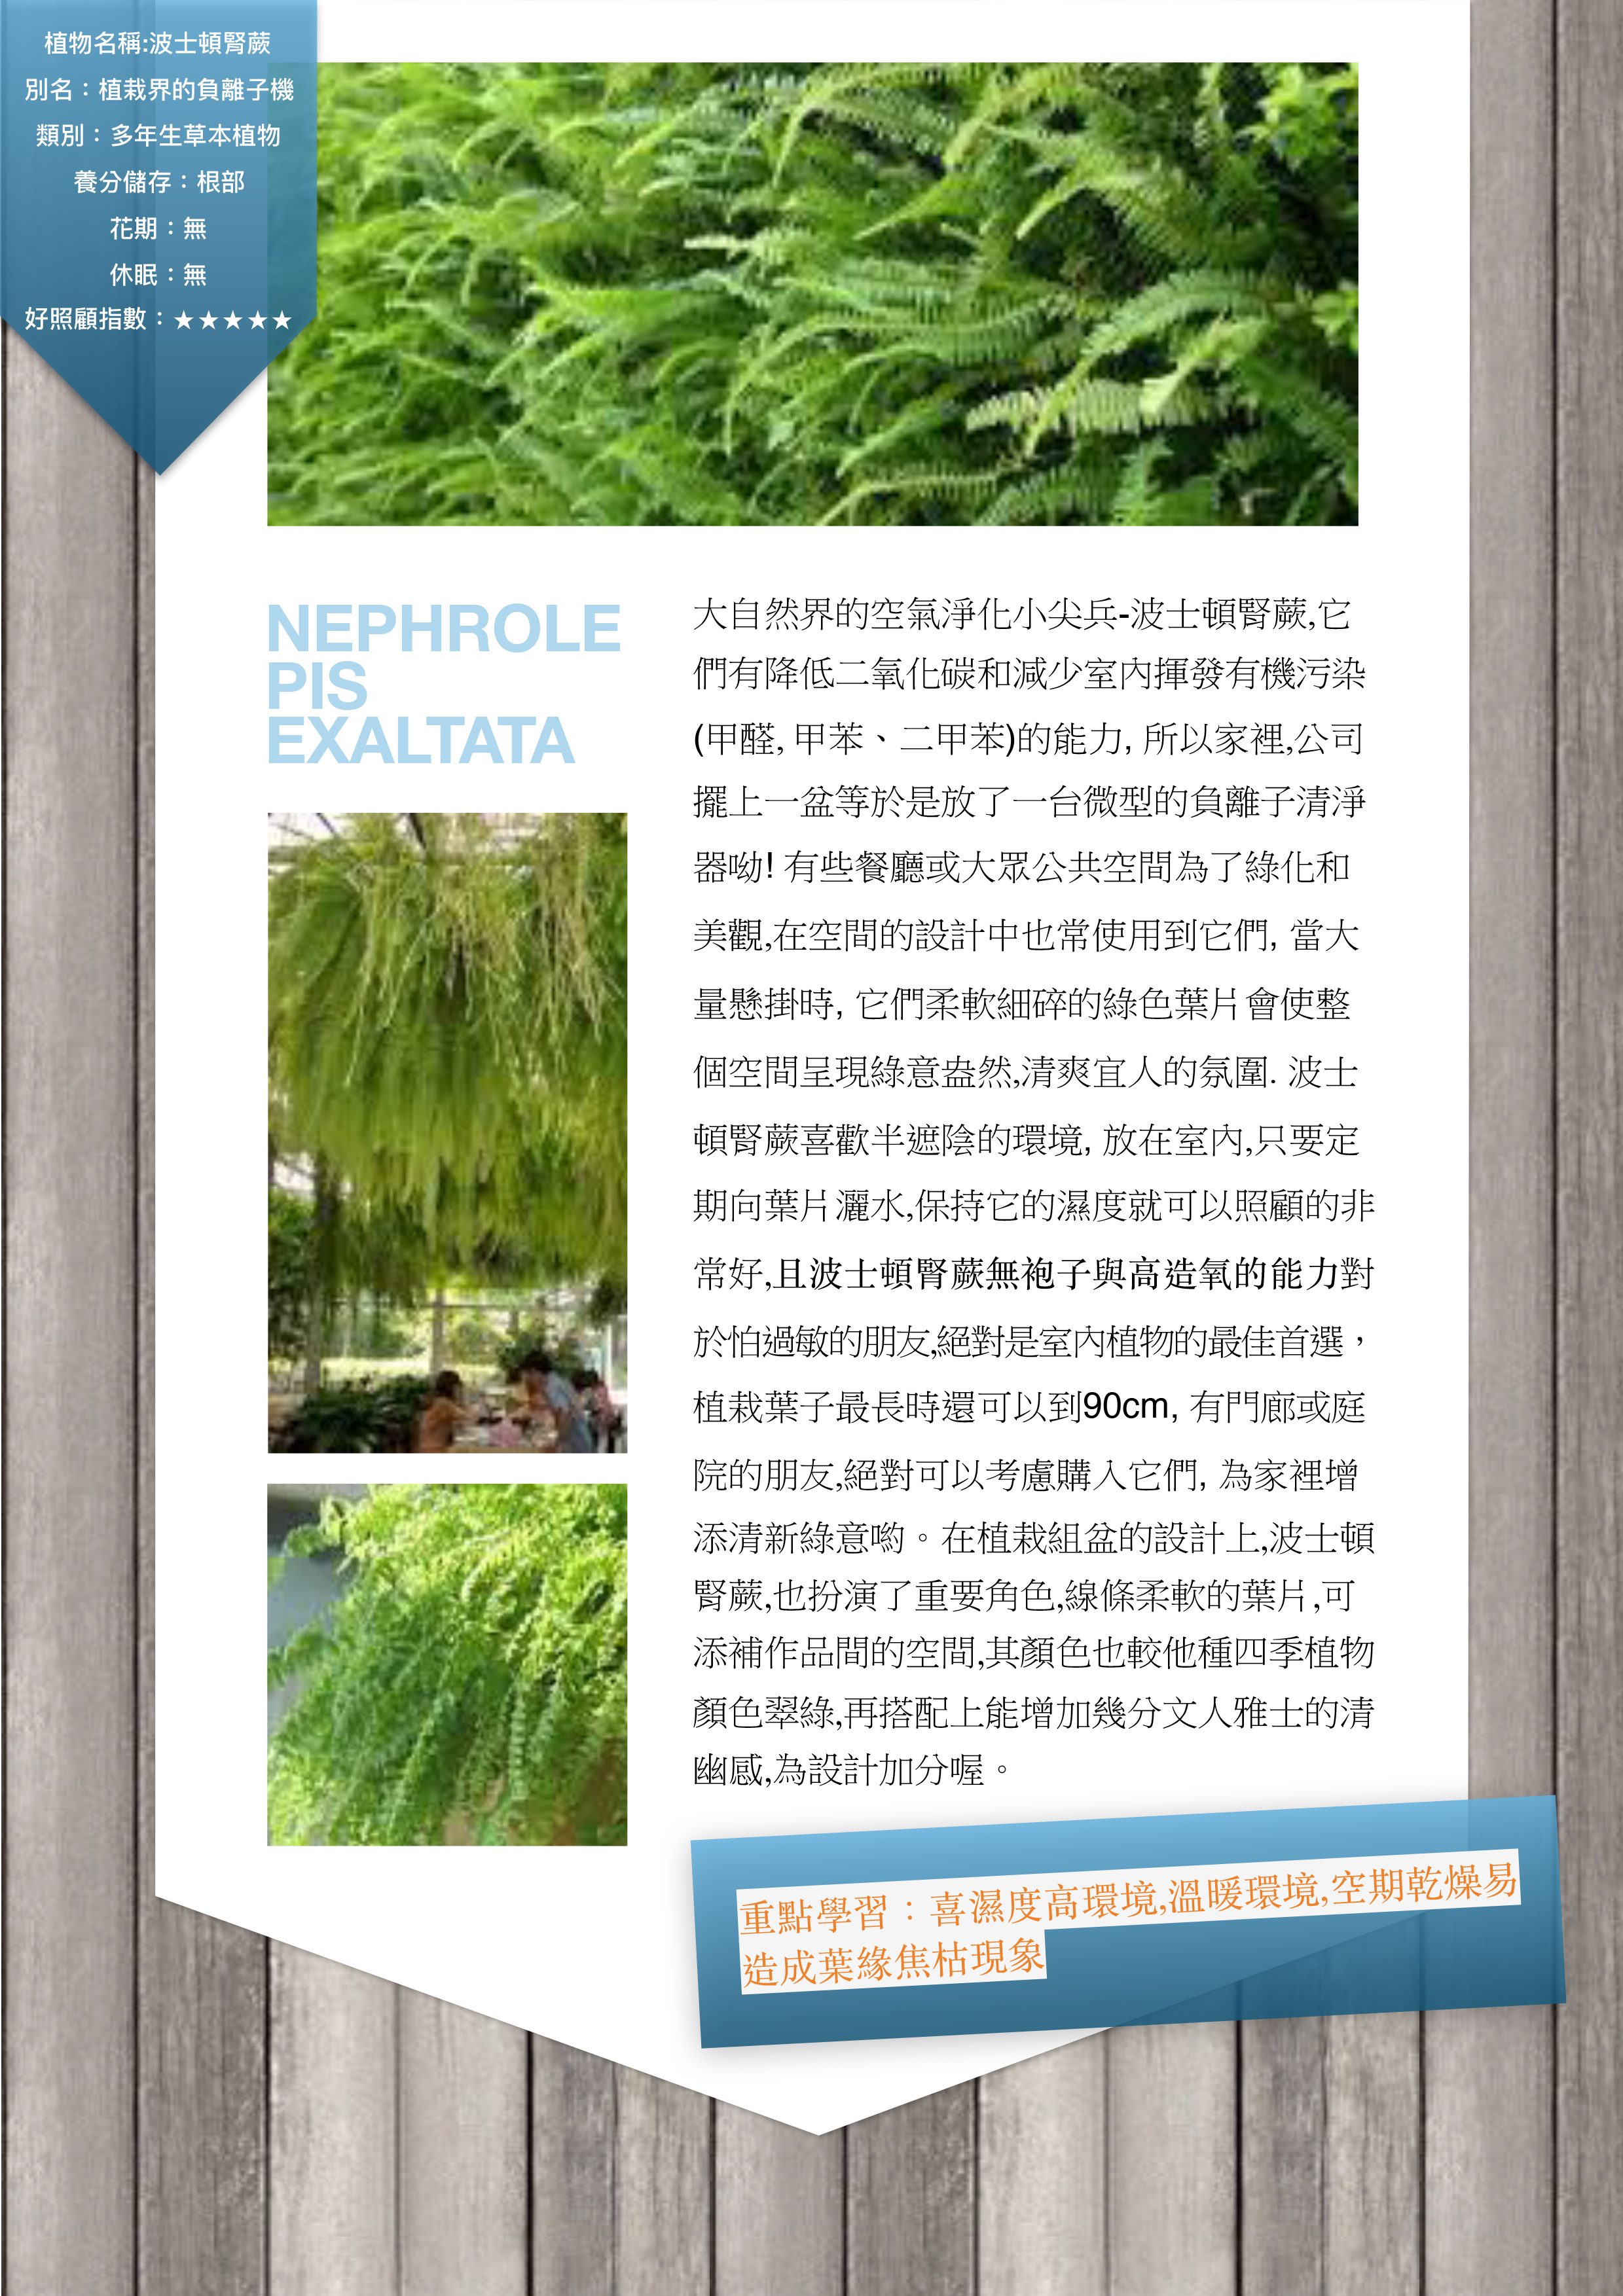 植物名稱:波士頓腎蕨
別名：植栽界的負離子機
類別：多年生草本植物
養分儲存：根部
花期：無
休眠：無
好照顧指數：★★★★★
NEPHROLE
PIS
EXALTATA
大自然界的空氣淨化小尖兵-波士頓腎蕨,它
們有降低二氧化碳和減少室內揮發有機污染
(甲醛, 甲苯、二甲苯)的能力, 所以家裡,公司
擺上一盆等於是放了一台微型的負離子清淨
器呦! 有些餐廳或大眾公共空間為了綠化和
美觀,在空間的設計中也常使用到它們, 當大
量懸掛時, 它們柔軟細碎的綠色葉片會使整
個空間呈現綠意盎然,清爽宜人的氛圍. 波士
頓腎蕨喜歡半遮陰的環境, 放在室內,只要定
期向葉片灑水,保持它的濕度就可以照顧的非
常好,且波士頓腎蕨無袍子與高造氧的能力對
於怕過敏的朋友,絕對是室內植物的最佳首選，
植栽葉子最長時還可以到90cm, 有門廊或庭
院的朋友,絕對可以考慮購入它們, 為家裡增
添清新綠意喲。在植栽組盆的設計上,波士頓
腎蕨,也扮演了重要角色,線條柔軟的葉片,可
添補作品間的空間,其顏色也較他種四季植物
顏色翠綠,再搭配上能增加幾分文人雅士的清
幽感,為設計加分喔。
重點學習：喜濕度高環境,溫暖環境,空期乾燥易
造成葉緣焦枯現象